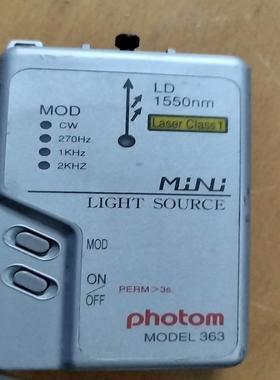 LD
1550nm
Laser Class 1
MOD
CW
270Hz
1KHz
2KHZ
MiNi
LIGHT SOURCE
MOD
ON
/OFF
PERM > 3s.
photom
MODEL 363